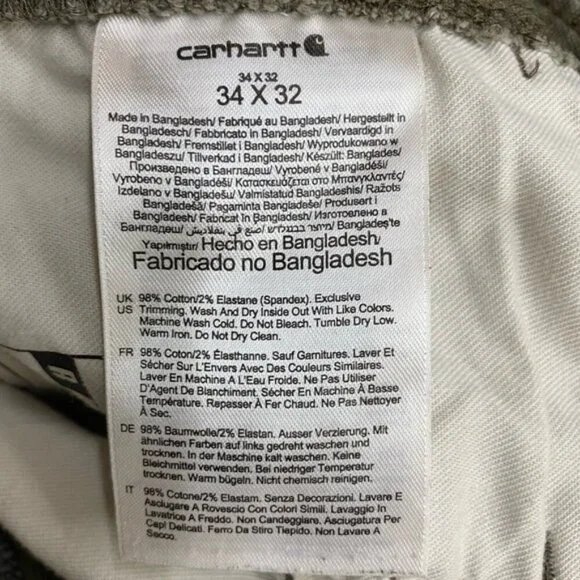 carhartt
34 X 32
34 X 32
Made in Bangladesh/ Fabriqué au Bangladesh/ Hergestellt in
Bangladesch/ Fabbricato in Bangladesh/ Vervaardigd in
Bangladesh/ Fremstillet i Bangladesh/ Wyprodukowano w
Bangladeszu/ Tillverkad i Bangladesh/ Készült: Banglades/
Произведено в Бангладеш/ Vyrobené v Bangladéši/
Vyrobeno v Bangladéši/ Κατασκευάζεται στο Μπανγκλαντές/
Izdelano v Bangladešu/ Valmistatud Bangladeshis/ Ražots
Bangladešā/ Pagaminta Bangladeše/ Produsert i
Bangladesh/ Fabricat în Bangladesh/ Изготовлено в
Бангладеш/ מיוצר בבנגלדש/ صنع في بنغلاديش/ Bangladeş'te
Yapılmıştır/ Hecho en Bangladesh/
Fabricado no Bangladesh
UK 98% Cotton/2% Elastane (Spandex). Exclusive
US Trimming. Wash And Dry Inside Out With Like Colors.
Machine Wash Cold. Do Not Bleach. Tumble Dry Low.
Warm Iron. Do Not Dry Clean.
FR 98% Coton/2% Élasthanne. Sauf Garnitures. Laver Et
Sécher Sur L'Envers Avec Des Couleurs Similaires.
Laver En Machine A L'Eau Froide. Ne Pas Utiliser
D'Agent De Blanchiment. Sécher En Machine À Basse
Température. Repasser À Fer Chaud. Ne Pas Nettoyer
À Sec.
DE 98% Baumwolle/2% Elastan. Ausser Verzierung. Mit
ähnlichen Farben auf links gedreht waschen und
trocknen. In der Maschine kalt waschen. Keine
Bleichmittel verwenden. Bei niedriger Temperatur
trocknen. Warm bügeln. Nicht chemisch reinigen.
IT 98% Cotone/2% Elastam. Senza Decorazioni. Lavare E
Asciugare A Rovescio Con Colori Simili. Lavaggio In
Lavatrice A Freddo. Non Candeggiare. Asciugatura Per
Capi Delicati. Ferro Da Stiro Tiepido. Non Lavare A
Secco.